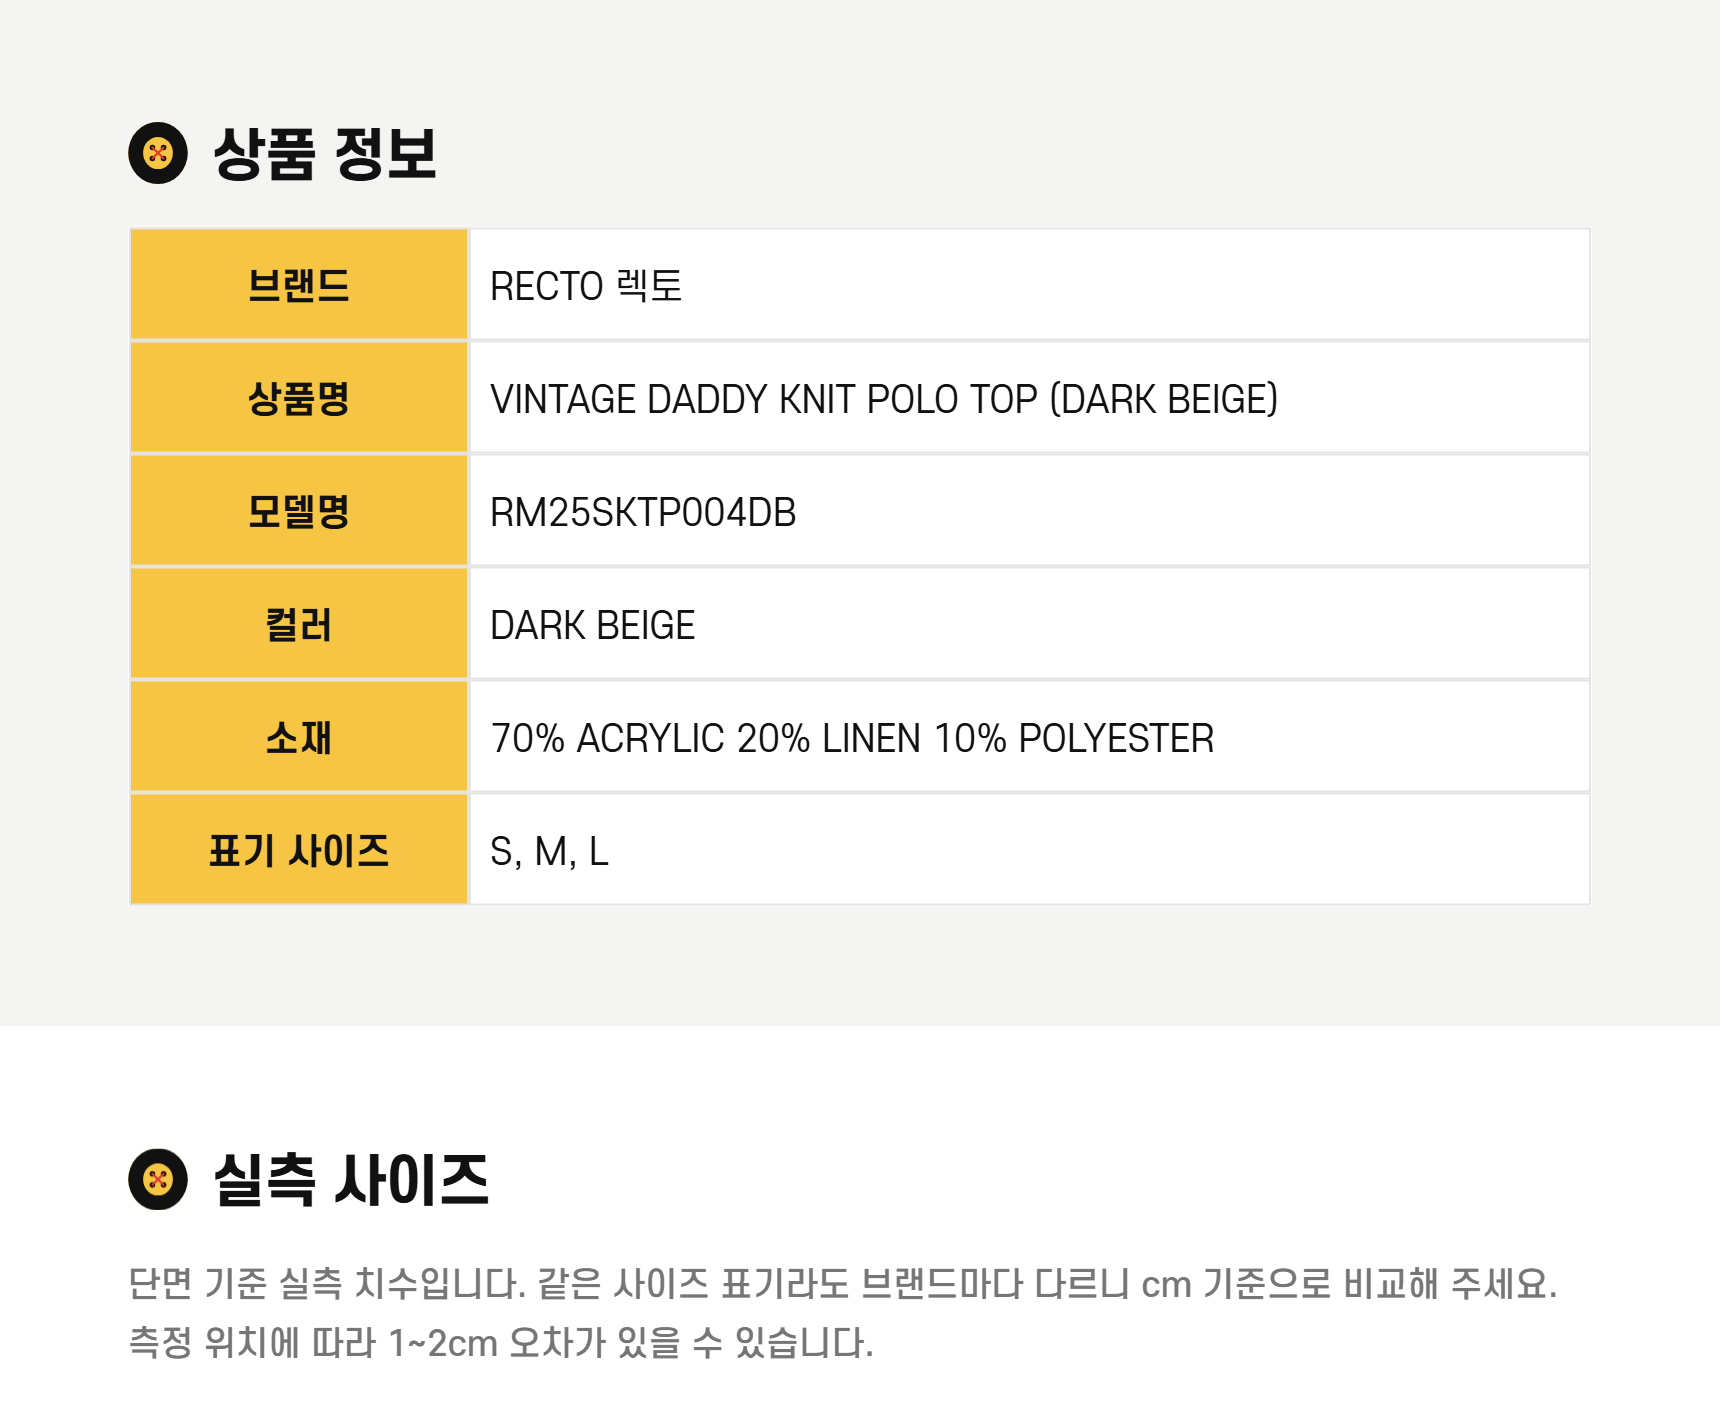 상품 정보
브랜드 RECTO 렉토
상품명 VINTAGE DADDY KNIT POLO TOP (DARK BEIGE)
모델명 RM25SKTP004DB
컬러 DARK BEIGE
소재 70% ACRYLIC 20% LINEN 10% POLYESTER
표기 사이즈 S, M, L
실측 사이즈
단면 기준 실측 치수입니다. 같은 사이즈 표기라도 브랜드마다 다르니 cm 기준으로 비교해 주세요.
측정 위치에 따라 1~2cm 오차가 있을 수 있습니다.